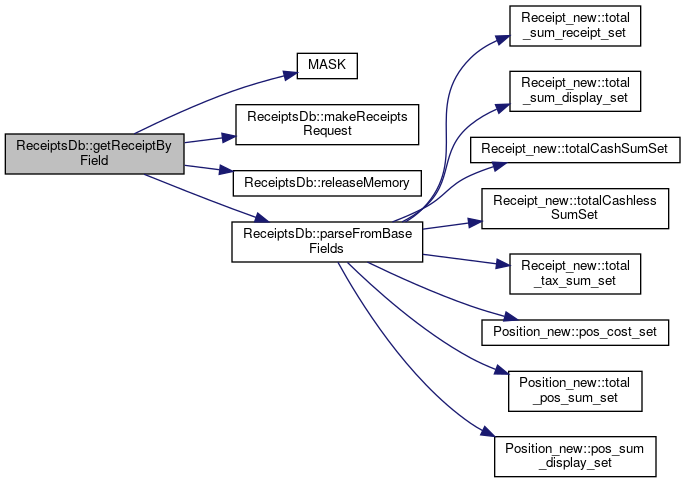 ReceiptsDb::getReceiptBy
Field
MASK
ReceiptsDb::makeReceipts
Request
ReceiptsDb::releaseMemory
ReceiptsDb::parseFromBase
Fields
Receipt_new::total
_sum_receipt_set
Receipt_new::total
_sum_display_set
Receipt_new::totalCashSumSet
Receipt_new::totalCashless
SumSet
Receipt_new::total
_tax_sum_set
Position_new::pos_cost_set
Position_new::total
_pos_sum_set
Position_new::pos_sum
_display_set